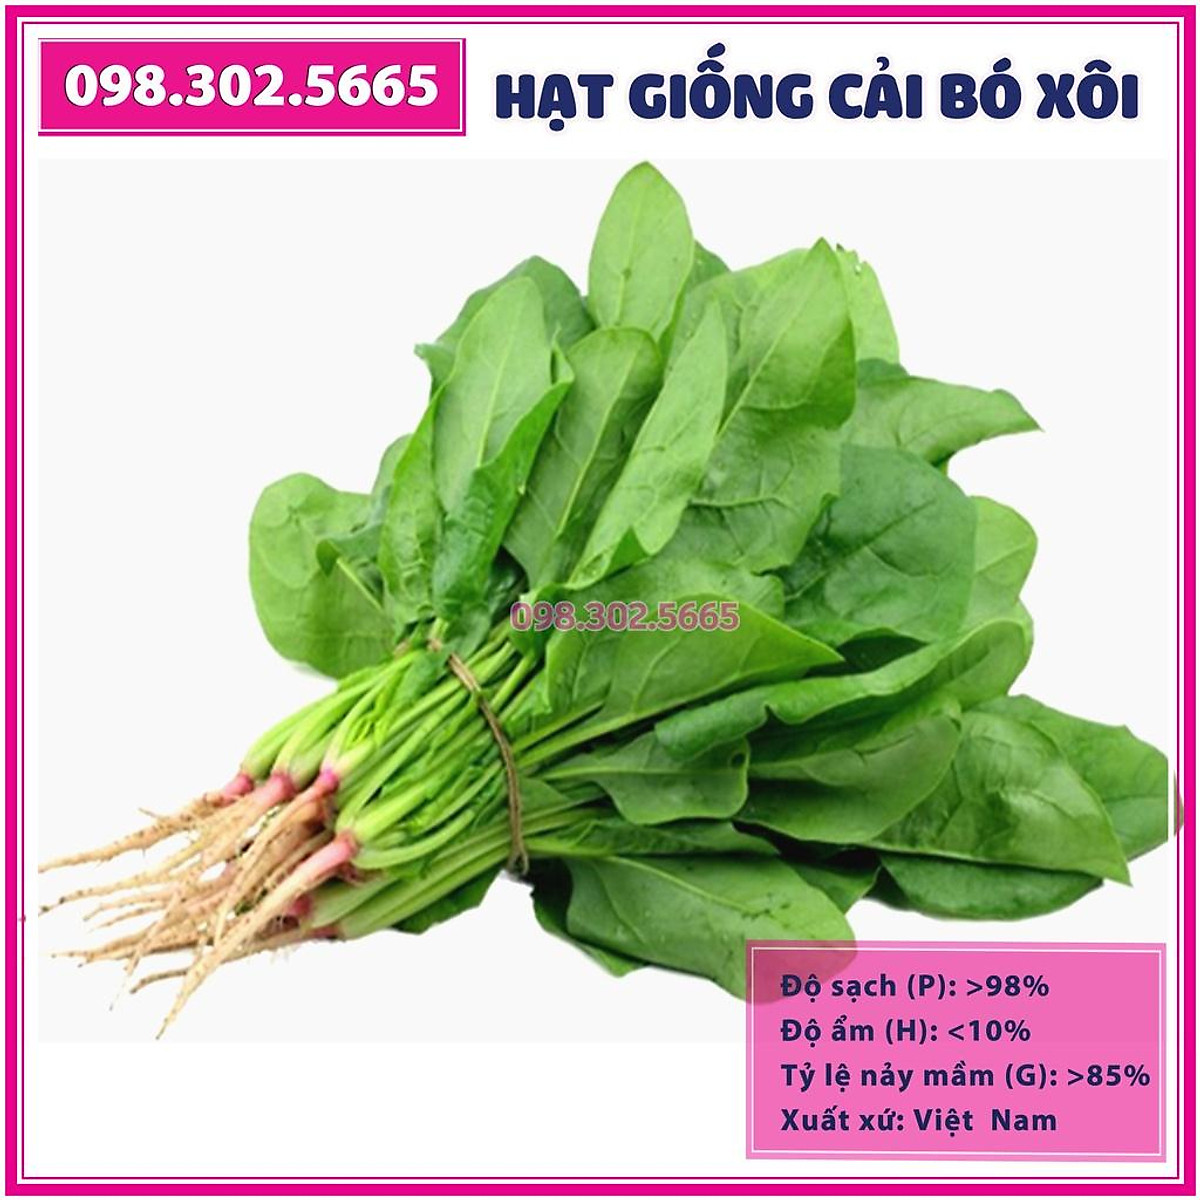 098.302.5665
HẠT GIỐNG CẢI BÓ XÔI
098.302.5665
Độ sạch (P): >98%
Độ ẩm (H): <10%
Tỷ lệ nảy mầm (G): >85%
Xuất xứ: Việt Nam